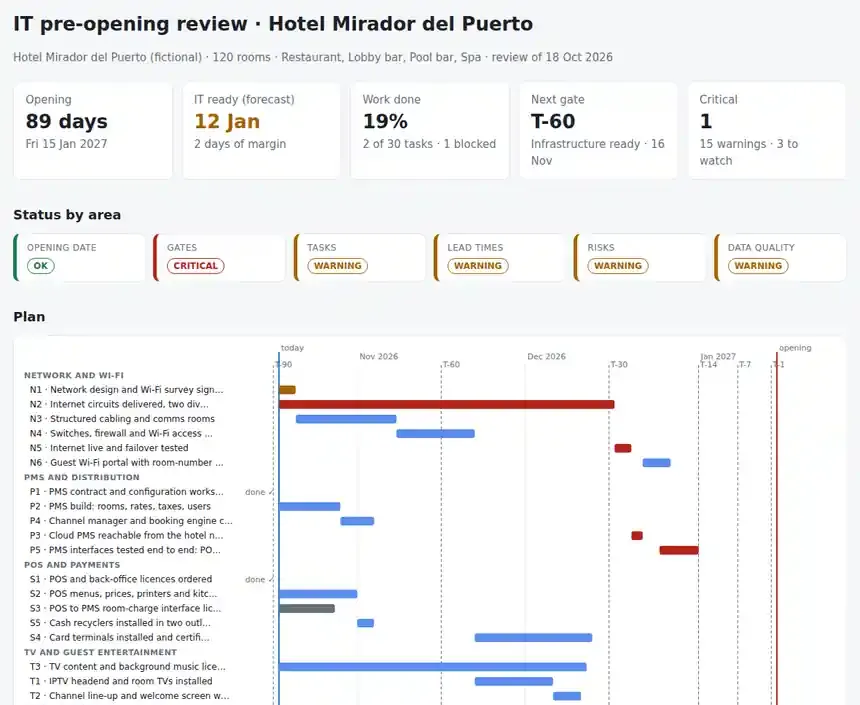 IT pre-opening review · Hotel Mirador del Puerto
Hotel Mirador del Puerto (fictional) · 120 rooms · Restaurant, Lobby bar, Pool bar, Spa · review of 18 Oct 2026
Opening
89 days
Fri 15 Jan 2027
IT ready (forecast)
12 Jan
2 days of margin
Work done
19%
2 of 30 tasks · 1 blocked
Next gate
T-60
Infrastructure ready · 16
Nov
Critical
1
15 warnings · 3 to
watch
Status by area
OPENING DATE
OK
GATES
CRITICAL
TASKS
WARNING
LEAD TIMES
WARNING
RISKS
WARNING
DATA QUALITY
WARNING
Plan
today
opening
Nov 2026
Dec 2026
Jan 2027
T-90
T-60
T-30
T-14
T-7
T-1
NETWORK AND WI-FI
N1 · Network design and Wi-Fi survey sign...
N2 · Internet circuits delivered, two div...
N3 · Structured cabling and comms rooms
N4 · Switches, firewall and Wi-Fi access ...
N5 · Internet live and failover tested
N6 · Guest Wi-Fi portal with room-number ...
PMS AND DISTRIBUTION
P1 · PMS contract and configuration works...
done ✓
P2 · PMS build: rooms, rates, taxes, users
P4 · Channel manager and booking engine c...
P3 · Cloud PMS reachable from the hotel n...
P5 · PMS interfaces tested end to end: PO...
POS AND PAYMENTS
S1 · POS and back-office licences ordered
done ✓
S2 · POS menus, prices, printers and kitc...
S3 · POS to PMS room-charge interface lic...
S5 · Cash recyclers installed in two outl...
S4 · Card terminals installed and certifi...
TV AND GUEST ENTERTAINMENT
T3 · TV content and background music lice...
T1 · IPTV headend and room TVs installed
T2 · Channel line-up and welcome screen w...